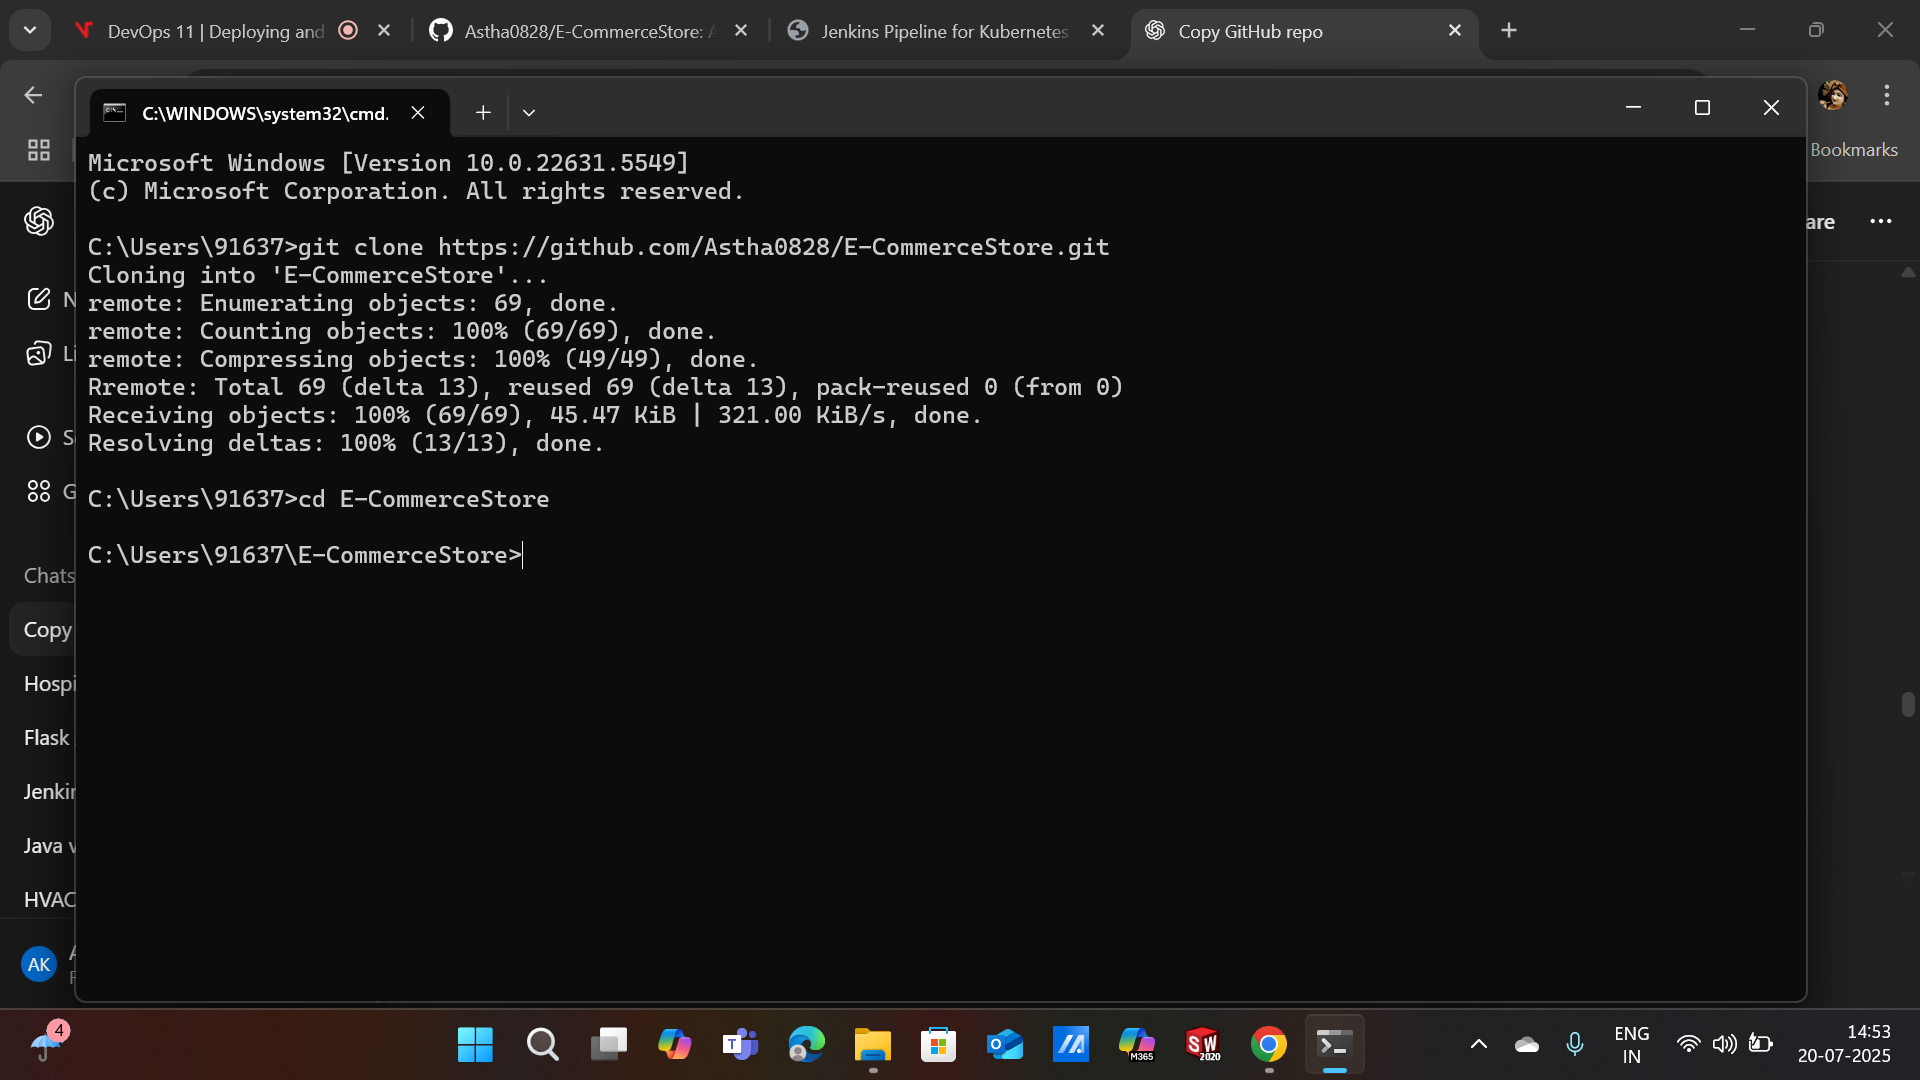 DevOps 11 | Deploying and
Astha0828/E-CommerceStore:
Jenkins Pipeline for Kubernetes
Copy GitHub repo
C:\WINDOWS\system32\cmd.
Bookmarks
Microsoft Windows [Version 10.0.22631.5549]
(c) Microsoft Corporation. All rights reserved.
are
C:\Users\91637>git clone https://github.com/Astha0828/E-CommerceStore.git
Cloning into 'E-CommerceStore'...
remote: Enumerating objects: 69, done.
remote: Counting objects: 100% (69/69), done.
remote: Compressing objects: 100% (49/49), done.
Rremote: Total 69 (delta 13), reused 69 (delta 13), pack-reused 0 (from 0)
Receiving objects: 100% (69/69), 45.47 KiB | 321.00 KiB/s, done.
Resolving deltas: 100% (13/13), done.
C:\Users\91637>cd E-CommerceStore
C:\Users\91637\E-CommerceStore>
N
Li
G
Chats
Copy
Hospi
Flask
Jenkin
Java v
HVAC
AK
4
M365
SW
2020
ENG
IN
14:53
20-07-2025